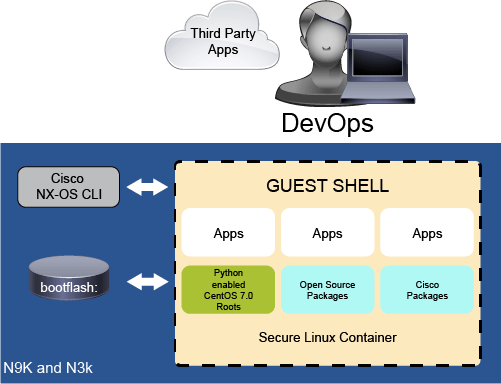 Third Party
Apps
DevOps
Cisco
NX-OS CLI
GUEST SHELL
Apps
Apps
Apps
bootflash:
Python
enabled
CentOS 7.0
Roots
Open Source
Packages
Cisco
Packages
Secure Linux Container
N9K and N3k